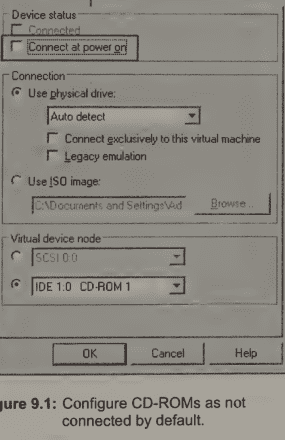 Device status
Connected
Connect at power on
Connection
Use physical drive:
Auto detect
Connect exclusively to this virtual machine
Legacy emulation
Use ISO image:
C:\Documents and Settings\Ad
Browse...
Virtual device node
SCSI 0:0
IDE 1:0 CD-ROM 1
OK Cancel Help
gure 9.1: Configure CD-ROMs as not
connected by default.